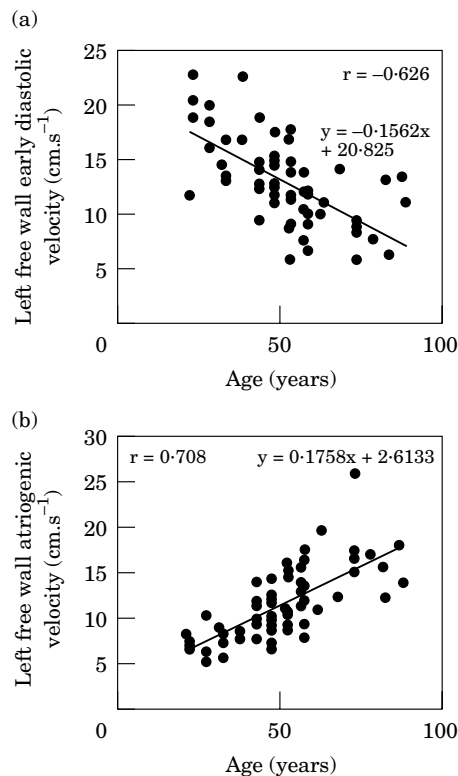 (a)
25
20
15
10
5
0
50
100
r = –0·626
y = –0·1562x
+ 20·825
Left free wall early diastolic
velocity (cm.s⁻¹)
Age (years)
(b)
30
25
20
15
10
5
0
50
100
r = 0·708
y = 0·1758x + 2·6133
Left free wall atriogenic
velocity (cm.s⁻¹)
Age (years)